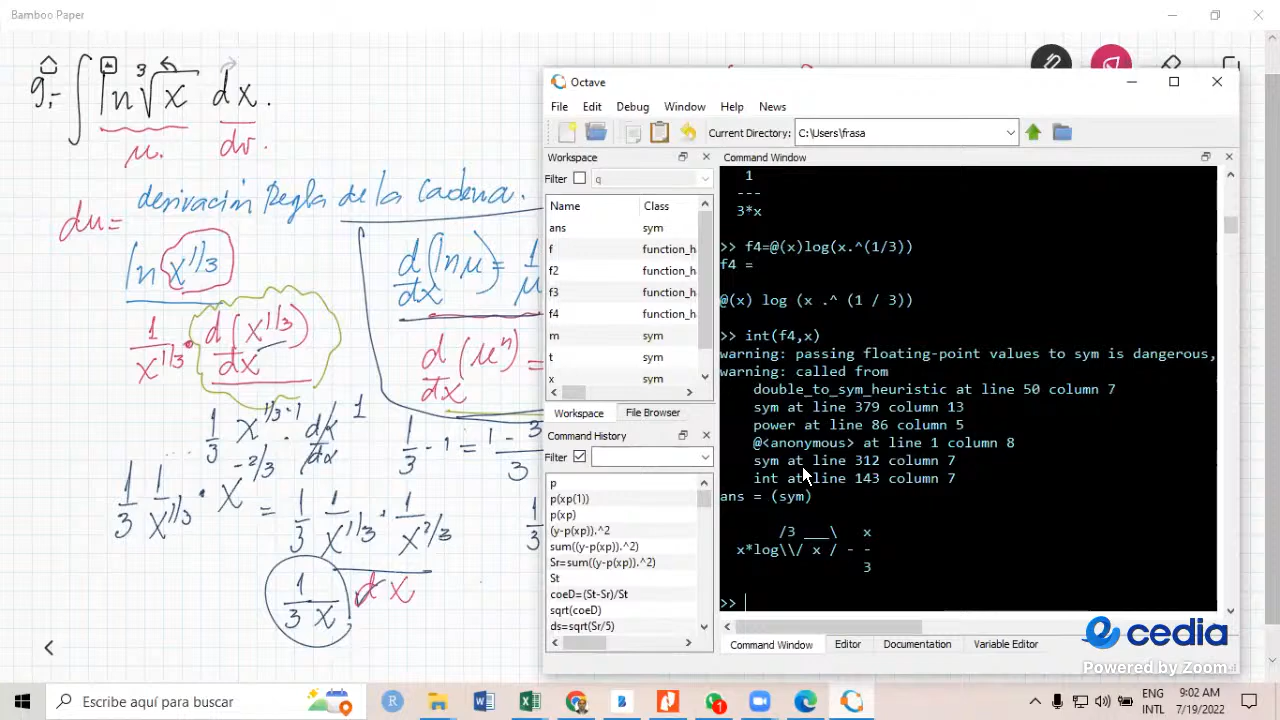 Bamboo Paper
9.- ∫ ln ³√x dx.
u. dv.
derivación Regla de la Cadena.
du=
ln x^1/3
1/x^1/3 · d/dx (x^1/3)
d/dx (ln u) = 1/u
d/dx (u^n) =
1/3 x^1/3-1 · dx/dx 1
1/3 - 1 = 1 - 3/3
1/3 1/x^1/3 · x^-2/3 = 1/3 1/x^1/3 · 1/x^2/3
1/3
1/3x dx
Octave
File Edit Debug Window Help News
Current Directory: C:\Users\frasa
Workspace
Filter q
Name Class
ans sym
f function_h
f2 function_h
f3 function_h
f4 function_h
m sym
t sym
x sym
Workspace File Browser
Command History
Filter
p
p(xp(1))
p(xp)
(y-p(xp)).^2
sum((y-p(xp)).^2)
Sr=sum((y-p(xp)).^2)
St
coeD=(St-Sr)/St
sqrt(coeD)
ds=sqrt(Sr/5)
Command Window
1
---
3*x
>> f4=@(x)log(x.^(1/3))
f4 =
@(x) log (x .^ (1 / 3))
>> int(f4,x)
warning: passing floating-point values to sym is dangerous,
warning: called from
double_to_sym_heuristic at line 50 column 7
sym at line 379 column 13
power at line 86 column 5
@<anonymous> at line 1 column 8
sym at line 312 column 7
int at line 143 column 7
ans = (sym)
/3 ___\ x
x*log\\/ x / - -
3
>>
Command Window Editor Documentation Variable Editor
cedia
Powered by Zoom
Escribe aquí para buscar
R
W
X
B
1
ENG
INTL
9:02 AM
7/19/2022